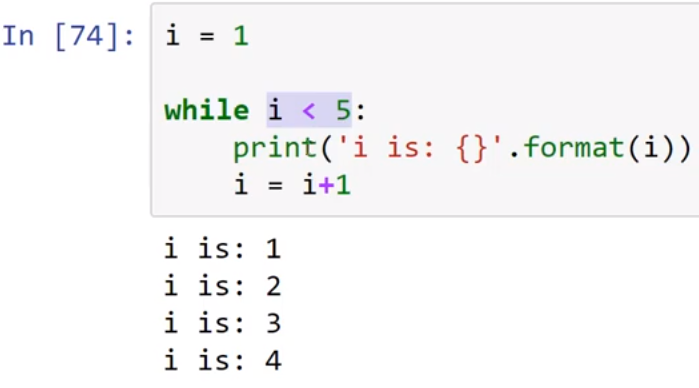 In [74]: i = 1
while i < 5:
    print('i is: {}'.format(i))
    i = i+1
i is: 1
i is: 2
i is: 3
i is: 4